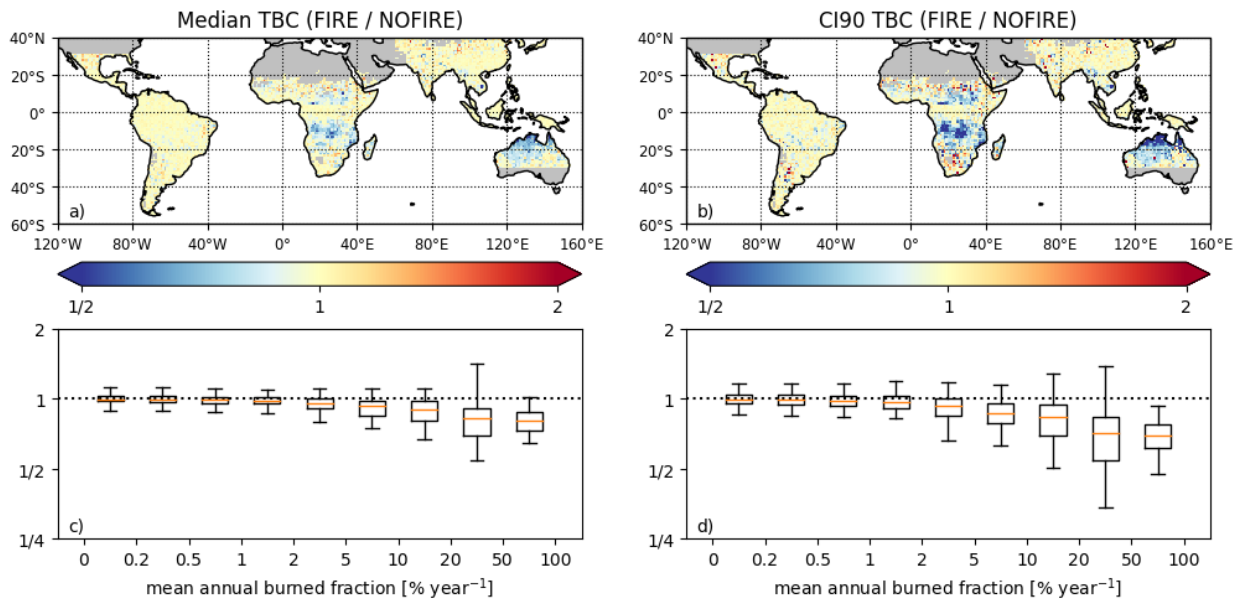 Median TBC (FIRE / NOFIRE)
CI90 TBC (FIRE / NOFIRE)
40°N
20°S
0°
20°S
40°S
60°S
a)
120°W 80°W 40°W 0° 40°E 80°E 120°E 160°E
40°N
20°S
0°
20°S
40°S
60°S
b)
120°W 80°W 40°W 0° 40°E 80°E 120°E 160°E
1/2 1 2
1/2 1 2
2
1
1/2
1/4
c)
0 0.2 0.5 1 2 5 10 20 50 100
mean annual burned fraction [% year⁻¹]
2
1
1/2
1/4
d)
0 0.2 0.5 1 2 5 10 20 50 100
mean annual burned fraction [% year⁻¹]